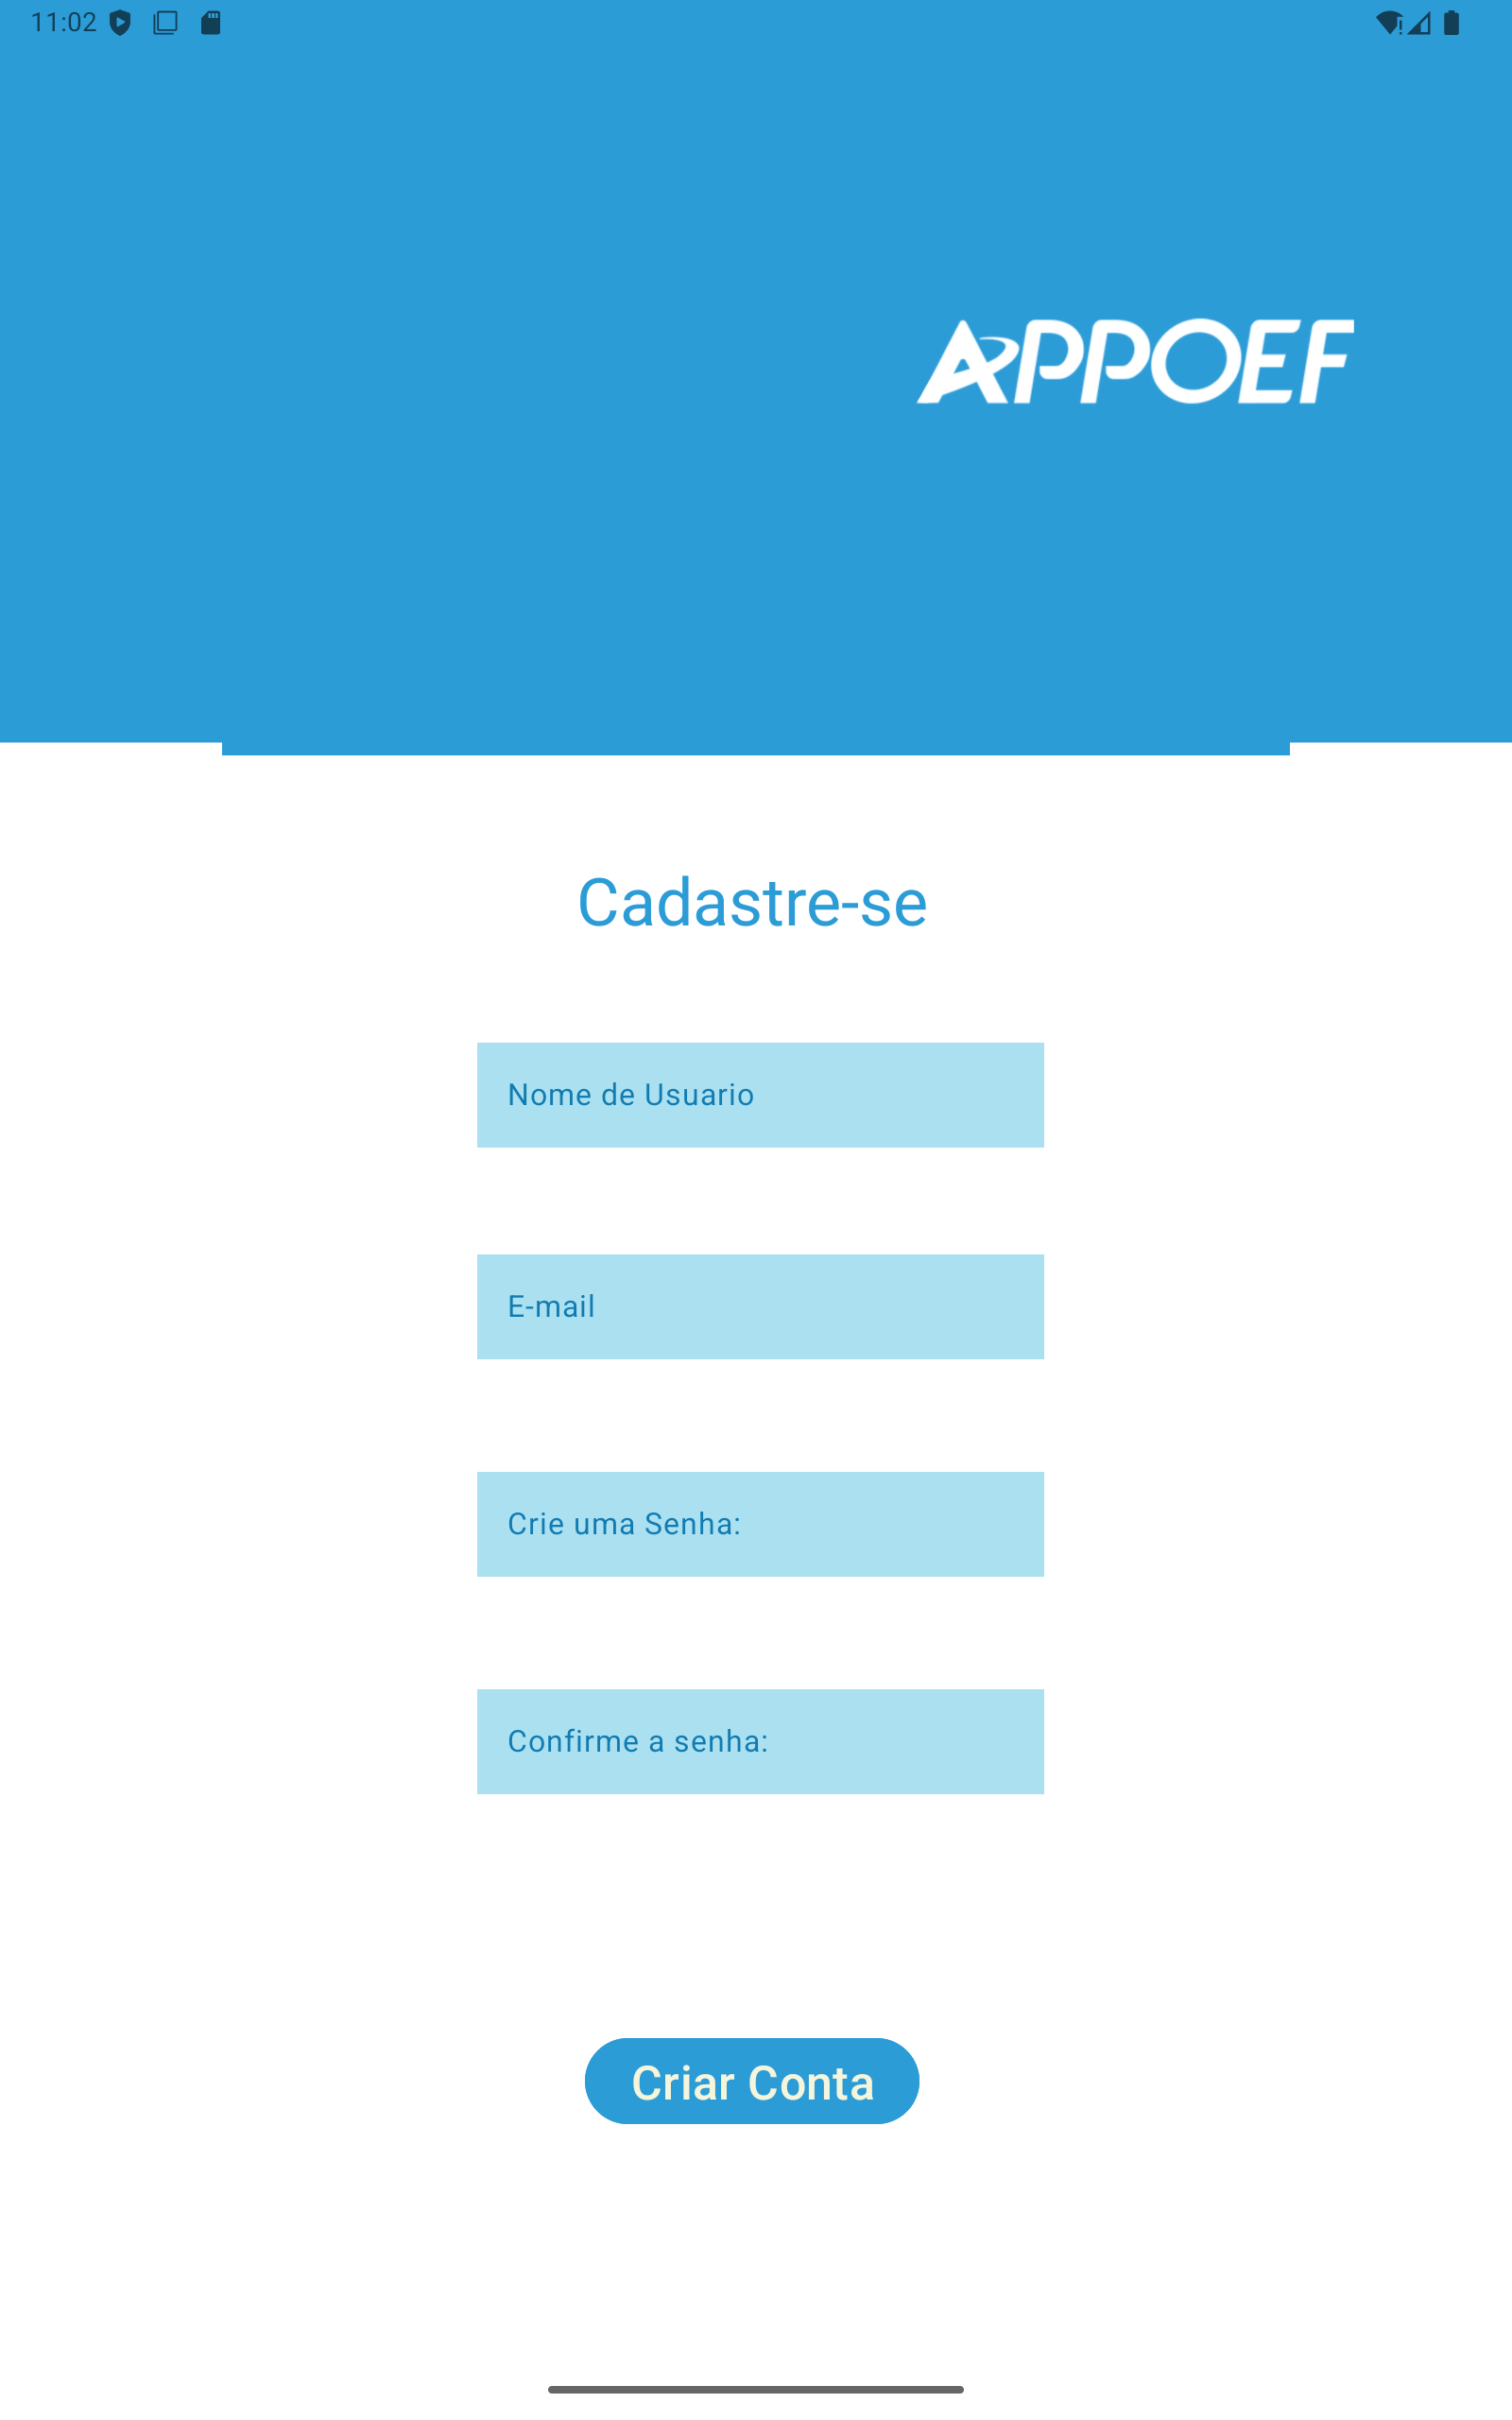 11:02
APPOEF
Cadastre-se
Nome de Usuario
E-mail
Crie uma Senha:
Confirme a senha:
Criar Conta